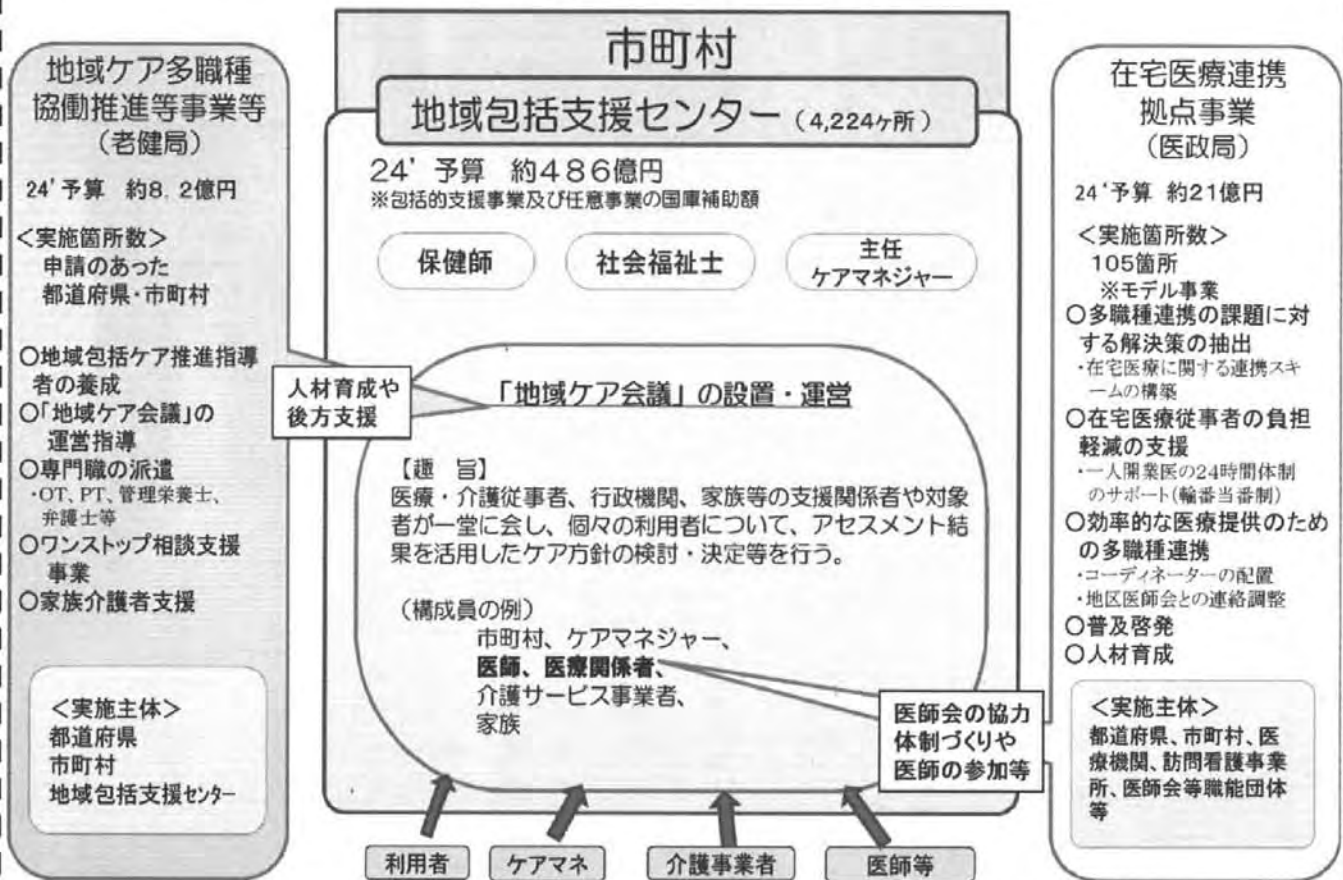 地域ケア多職種
協働推進等事業等
（老健局）
24'予算 約8．2億円
＜実施箇所数＞
申請のあった
都道府県・市町村
〇地域包括ケア推進指導
者の養成
〇「地域ケア会議」の
運営指導
〇専門職の派遣
・OT、PT、管理栄養士、
弁護士等
〇ワンストップ相談支援
事業
〇家族介護者支援
＜実施主体＞
都道府県
市町村
地域包括支援センター
人材育成や
後方支援
市町村
地域包括支援センター（4,224ヶ所）
24'予算 約486億円
※包括的支援事業及び任意事業の国庫補助額
保健師
社会福祉士
主任
ケアマネジャー
「地域ケア会議」の設置・運営
【趣 旨】
医療・介護従事者、行政機関、家族等の支援関係者や対象
者が一堂に会し、個々の利用者について、アセスメント結
果を活用したケア方針の検討・決定等を行う。
（構成員の例）
市町村、ケアマネジャー、
医師、医療関係者、
介護サービス事業者、
家族
医師会の協力
体制づくりや
医師の参加等
利用者
ケアマネ
介護事業者
医師等
在宅医療連携
拠点事業
（医政局）
24'予算 約21億円
＜実施箇所数＞
105箇所
※モデル事業
〇多職種連携の課題に対
する解決策の抽出
・在宅医療に関する連携スキ
ームの構築
〇在宅医療従事者の負担
軽減の支援
・一人開業医の24時間体制
のサポート（輪番当番制）
〇効率的な医療提供のため
の多職種連携
・コーディネーターの配置
・地区医師会との連絡調整
〇普及啓発
〇人材育成
＜実施主体＞
都道府県、市町村、医
療機関、訪問看護事業
所、医師会等職能団体
等